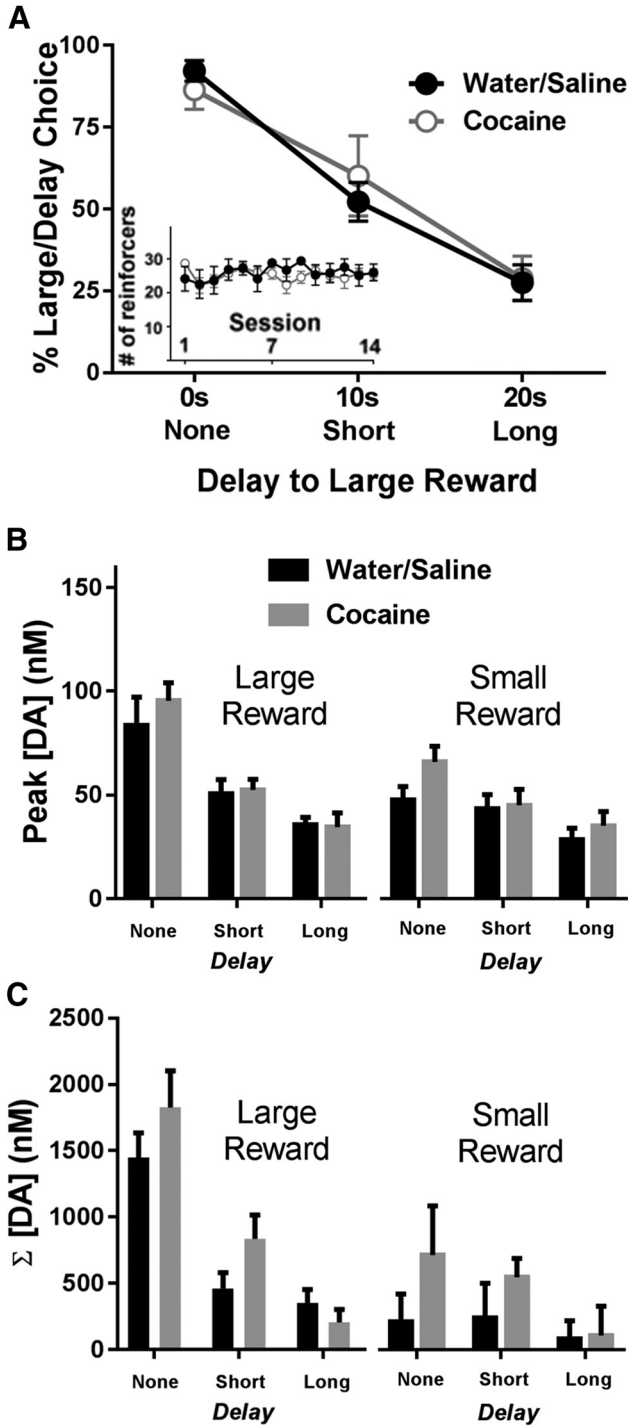 A
100
75
50
25
0
% Large/Delay Choice
Water/Saline
Cocaine
30
20
10
# of reinforcers
Session
1 7 14
0s 10s 20s
None Short Long
Delay to Large Reward
B
Water/Saline
Cocaine
150
100
50
0
Peak [DA] (nM)
Large Reward
Small Reward
None Short Long None Short Long
Delay Delay
C
2500
2000
1500
1000
500
0
Σ [DA] (nM)
Large Reward
Small Reward
None Short Long None Short Long
Delay Delay